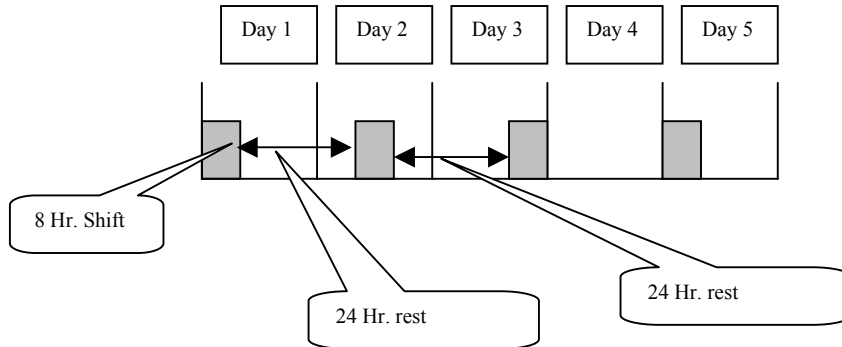 Day 1
Day 2
Day 3
Day 4
Day 5
8 Hr. Shift
24 Hr. rest
24 Hr. rest